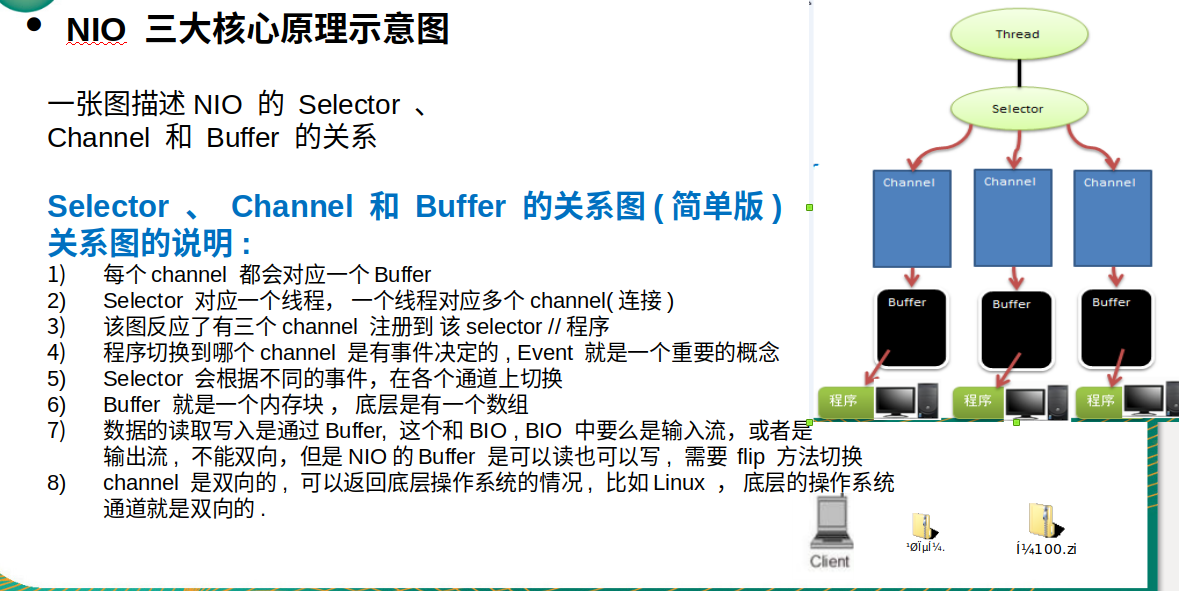 • NIO 三大核心原理示意图
一张图描述 NIO 的 Selector 、
Channel 和 Buffer 的关系
Selector 、 Channel 和 Buffer 的关系图 ( 简单版 )
关系图的说明 :
1) 每个 channel 都会对应一个 Buffer
2) Selector 对应一个线程， 一个线程对应多个 channel( 连接 )
3) 该图反应了有三个 channel 注册到 该 selector // 程序
4) 程序切换到哪个 channel 是有事件决定的 , Event 就是一个重要的概念
5) Selector 会根据不同的事件，在各个通道上切换
6) Buffer 就是一个内存块 ， 底层是有一个数组
7) 数据的读取写入是通过 Buffer, 这个和 BIO , BIO 中要么是输入流，或者是
输出流 , 不能双向，但是 NIO 的 Buffer 是可以读也可以写 , 需要 flip 方法切换
8) channel 是双向的 , 可以返回底层操作系统的情况 , 比如 Linux ， 底层的操作系统
通道就是双向的 .
Thread
Selector
Channel Channel Channel
Buffer Buffer Buffer
程序 程序 程序
Client
¹ØÏµÍ¼.
Í¼100.zi